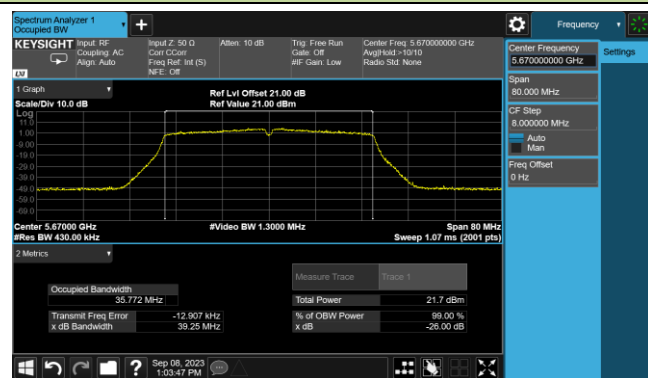 Spectrum Analyzer 1
Occupied BW
Frequency
KEYSIGHT
Input: RF
Coupling: AC
Align: Auto
Input Z: 50 Ω
Corr CCorr
Freq Ref: Int (S)
NFE: Off
Atten: 10 dB
Trig: Free Run
Gate: Off
#IF Gain: Low
Center Freq: 5.670000000 GHz
Avg|Hold:>10/10
Radio Std: None
LXI
Center Frequency
5.670000000 GHz
Settings
Span
80.000 MHz
CF Step
8.000000 MHz
Auto
Man
Freq Offset
0 Hz
1 Graph
Scale/Div 10.0 dB
Ref Lvl Offset 21.00 dB
Ref Value 21.00 dBm
Log
11.0
1.00
-9.00
-19.0
-29.0
-39.0
-49.0
-59.0
-69.0
Center 5.67000 GHz
#Res BW 430.00 kHz
#Video BW 1.3000 MHz
Span 80 MHz
Sweep 1.07 ms (2001 pts)
2 Metrics
Measure Trace
Trace 1
Occupied Bandwidth
35.772 MHz
Total Power
21.7 dBm
Transmit Freq Error
-12.907 kHz
% of OBW Power
99.00 %
x dB Bandwidth
39.25 MHz
x dB
-26.00 dB
Sep 08, 2023
1:03:47 PM